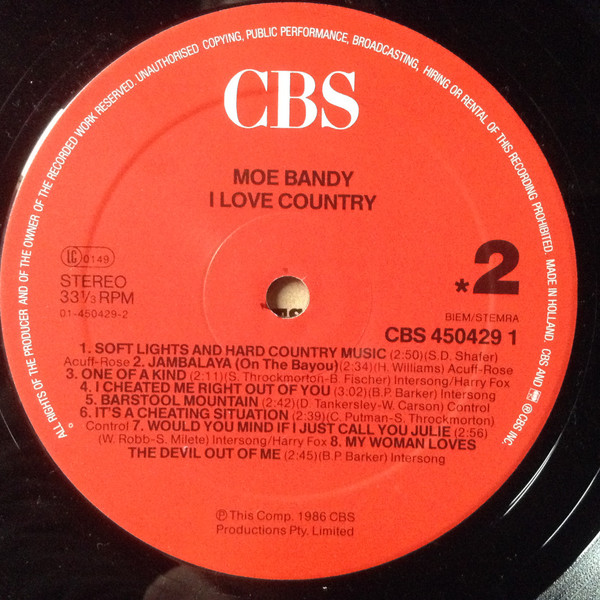 ALL RIGHTS OF THE PRODUCER AND OF THE OWNER OF THE RECORDED WORK RESERVED. UNAUTHORISED COPYING, PUBLIC PERFORMANCE, BROADCASTING, HIRING OR RENTAL OF THIS RECORDING PROHIBITED. MADE IN HOLLAND. CBS AND ® CBS INC.
CBS
MOE BANDY
I LOVE COUNTRY
LC 0149
STEREO
33⅓ RPM
01-450429-2
*2
BIEM/STEMRA
CBS 450429 1
1. SOFT LIGHTS AND HARD COUNTRY MUSIC (2:50)(S.D. Shafer)
Acuff-Rose 2. JAMBALAYA (On The Bayou)(2:34)(H. Williams) Acuff-Rose
3. ONE OF A KIND (2:11)(S. Throckmorton-B. Fischer) Intersong/Harry Fox
4. I CHEATED ME RIGHT OUT OF YOU (3:02)(B.P. Barker) Intersong
5. BARSTOOL MOUNTAIN (2:42)(D. Tankersley-W. Carson) Control
6. IT'S A CHEATING SITUATION (2:39)(C. Putman-S. Throckmorton)
Control 7. WOULD YOU MIND IF I JUST CALL YOU JULIE (2:56)
(W. Robb-S. Milete) Intersong/Harry Fox 8. MY WOMAN LOVES
THE DEVIL OUT OF ME (2:45)(B.P. Barker) Intersong
Ⓟ This Comp. 1986 CBS
Productions Pty, Limited